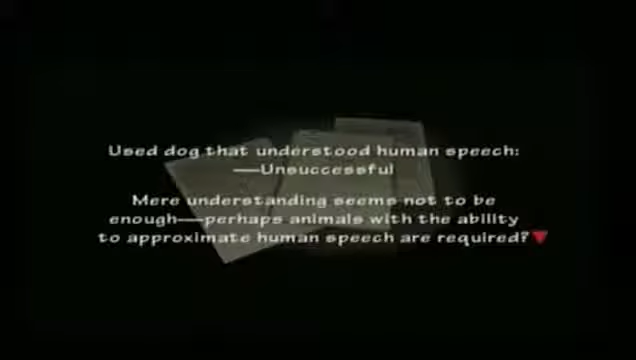 Used dog that understood human speech:
——Unsuccessful
Mere understanding seems not to be
enough——perhaps animals with the ability
to approximate human speech are required?